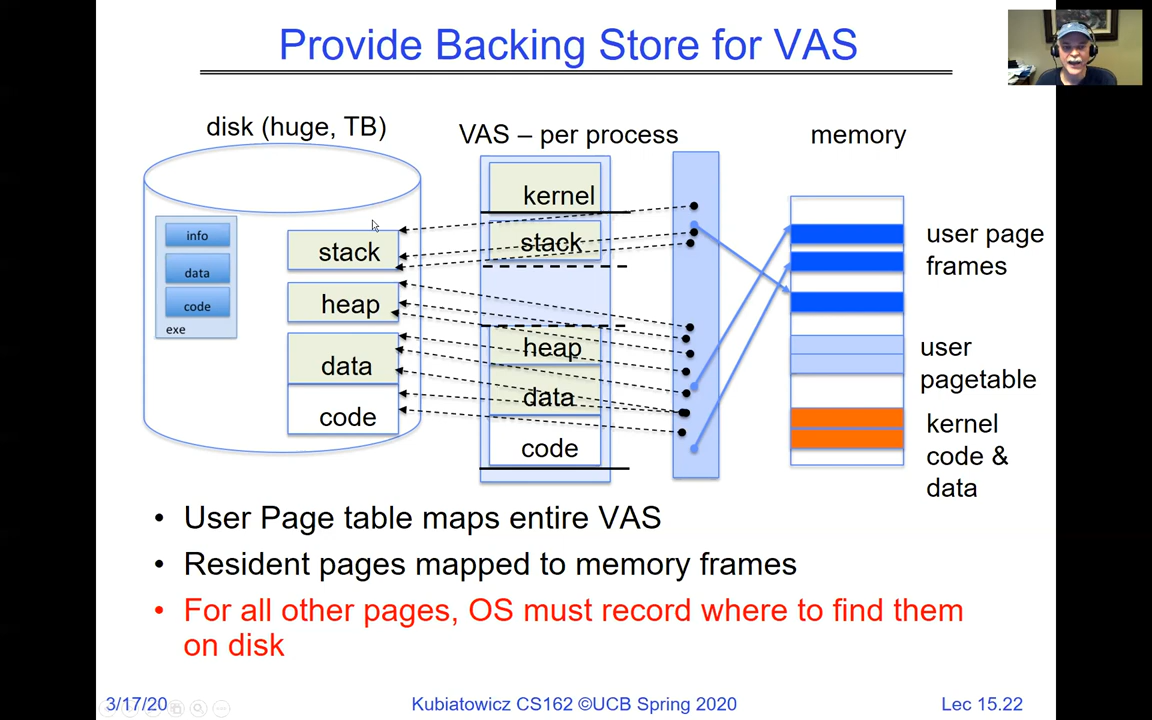 Provide Backing Store for VAS
disk (huge, TB)
VAS – per process
memory
info
data
code
exe
stack
heap
data
code
kernel
stack
heap
data
code
user page
frames
user
pagetable
kernel
code &
data
• User Page table maps entire VAS
• Resident pages mapped to memory frames
• For all other pages, OS must record where to find them
on disk
3/17/20
Kubiatowicz CS162 ©UCB Spring 2020
Lec 15.22